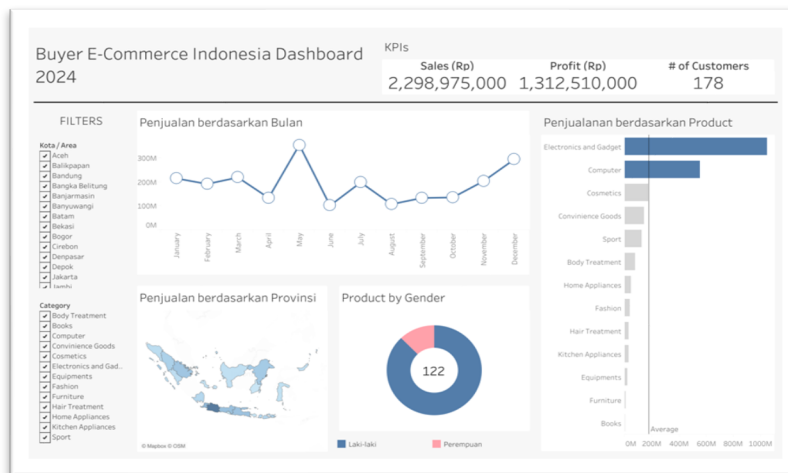 Buyer E-Commerce Indonesia Dashboard
2024
KPIs
Sales (Rp)
2,298,975,000
Profit (Rp)
1,312,510,000
# of Customers
178
FILTERS
Kota / Area
Aceh
Balikpapan
Bandung
Bangka Belitung
Banjarmasin
Banyuwangi
Batam
Bekasi
Bogor
Cirebon
Denpasar
Depok
Jakarta
Jambi
Category
Body Treatment
Books
Computer
Convinience Goods
Cosmetics
Electronics and Gad...
Equipments
Fashion
Furniture
Hair Treatment
Home Appliances
Kitchen Appliances
Sport
Penjualan berdasarkan Bulan
300M
200M
100M
0M
January
February
March
April
May
June
July
August
September
October
November
December
Penjualan berdasarkan Provinsi
© Mapbox © OSM
Product by Gender
122
Laki-laki
Perempuan
Penjualanan berdasarkan Product
Electronics and Gadget
Computer
Cosmetics
Convinience Goods
Sport
Body Treatment
Home Appliances
Fashion
Hair Treatment
Kitchen Appliances
Equipments
Furniture
Books
Average
0M 200M 400M 600M 800M 1000M